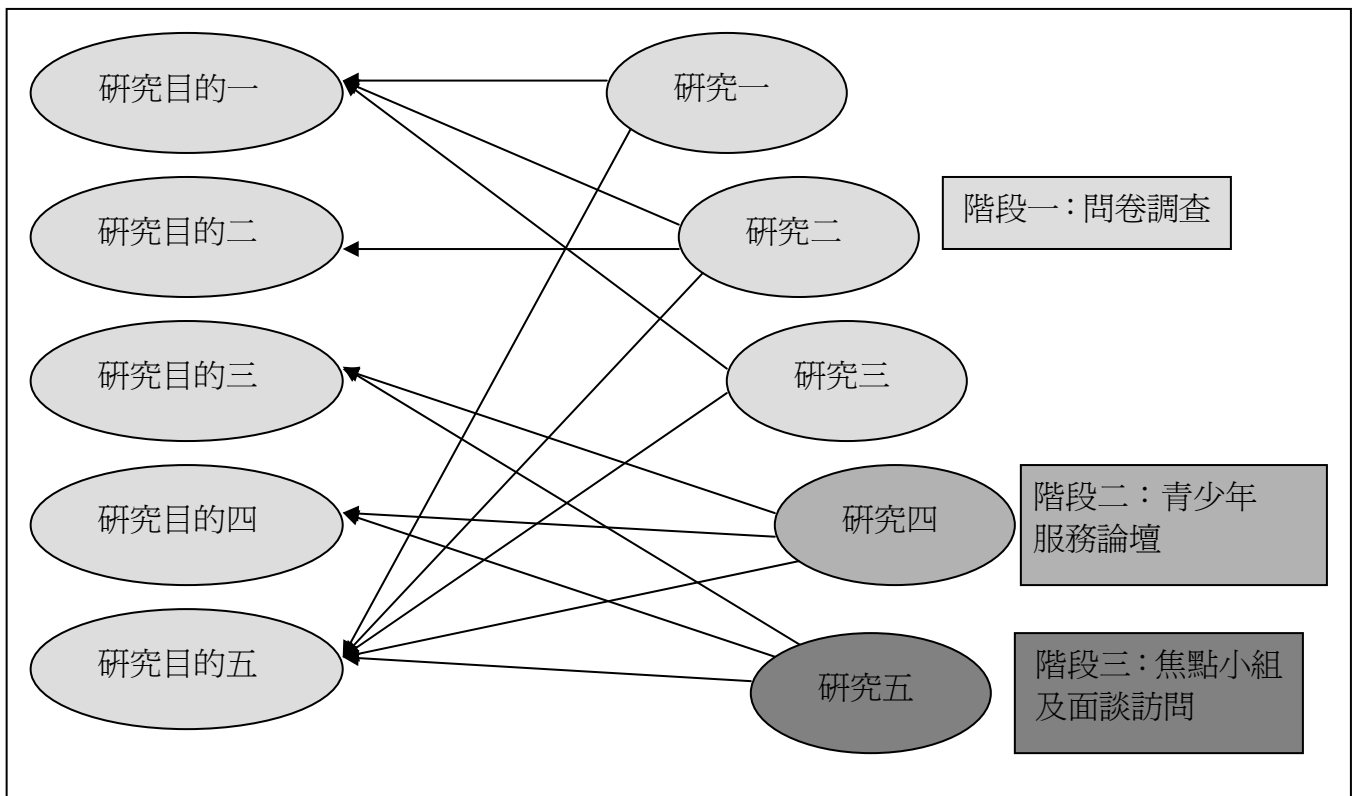 研究目的一
研究一
研究目的二
研究二
階段一：問卷調查
研究目的三
研究三
研究目的四
研究四
階段二：青少年
服務論壇
研究目的五
研究五
階段三：焦點小組
及面談訪問